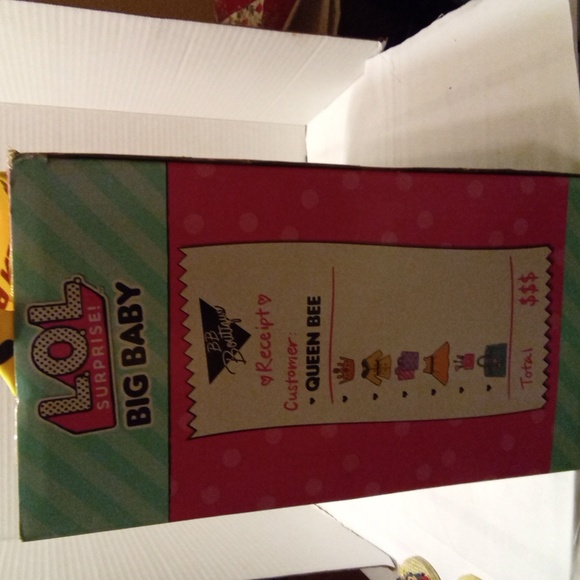 L.O.L.
SURPRISE!
BIG BABY
BB
Boutique
Receipt
Customer:
QUEEN BEE
Total $$$